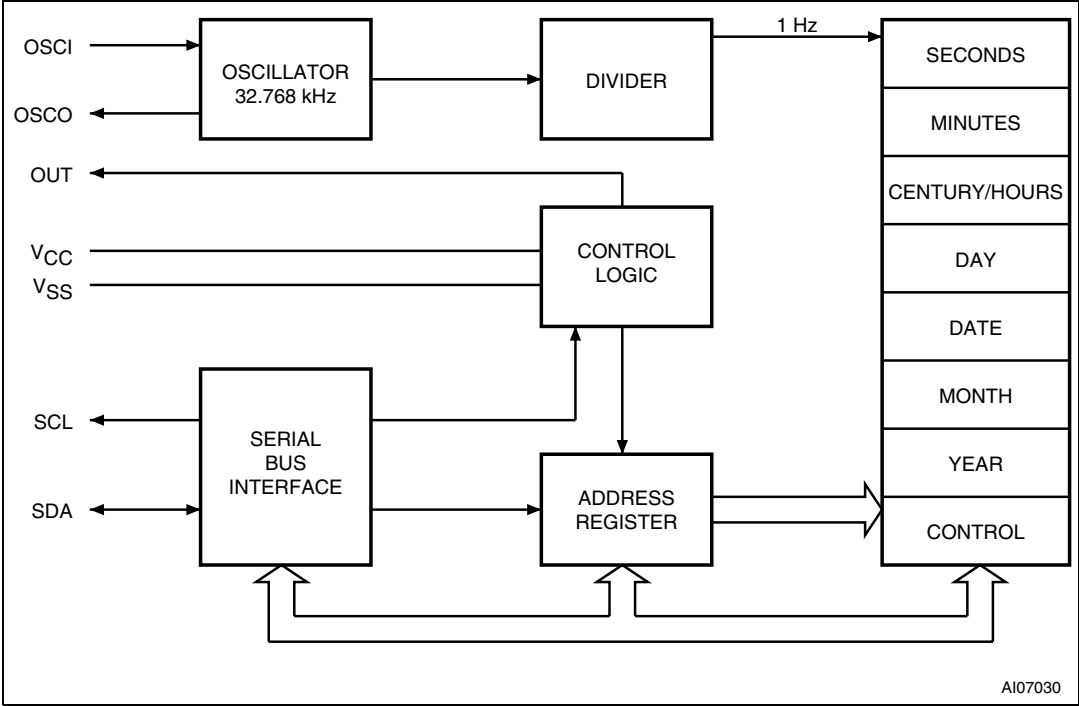 OSCI
OSCO
OSCILLATOR
32.768 kHz
DIVIDER
1 Hz
OUT
VCC
VSS
CONTROL
LOGIC
SCL
SDA
SERIAL
BUS
INTERFACE
ADDRESS
REGISTER
SECONDS
MINUTES
CENTURY/HOURS
DAY
DATE
MONTH
YEAR
CONTROL
AI07030